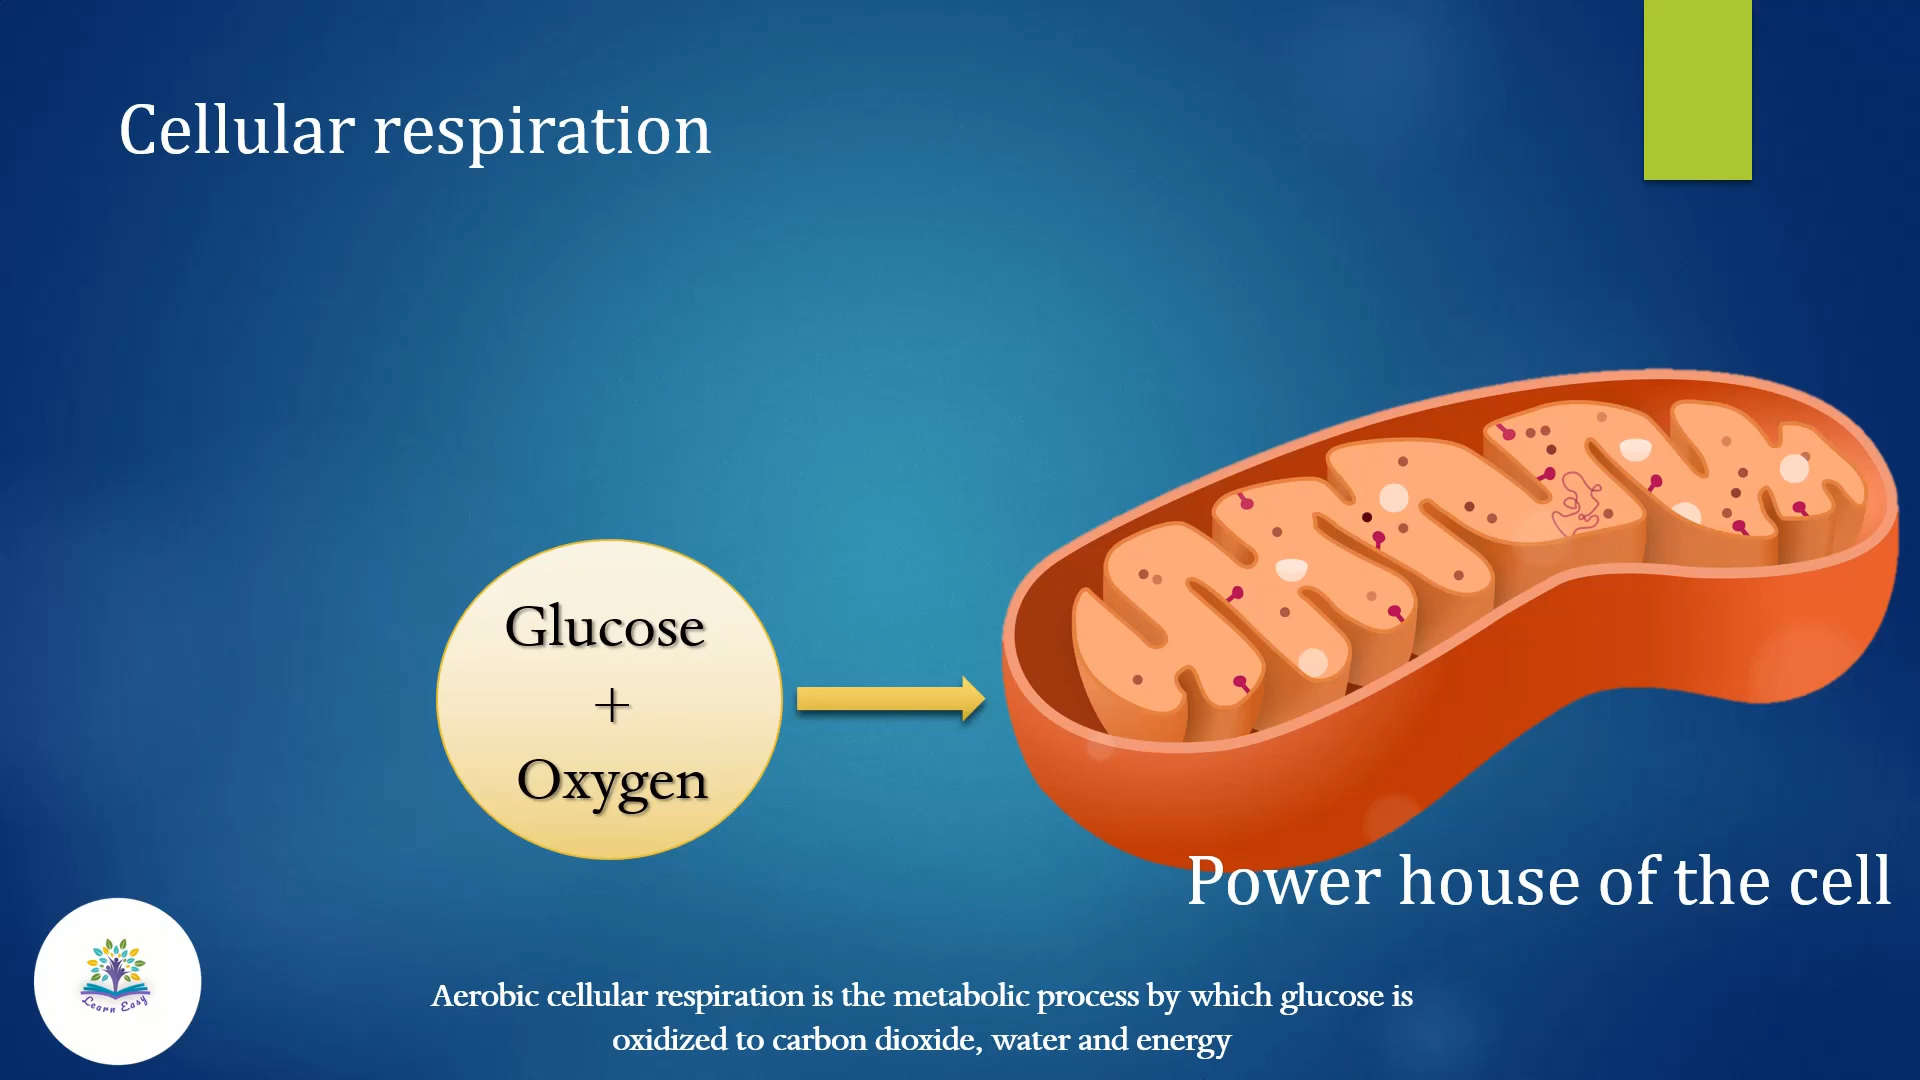 Cellular respiration
Glucose
+
Oxygen
Power house of the cell
Learn Easy
Aerobic cellular respiration is the metabolic process by which glucose is
oxidized to carbon dioxide, water and energy